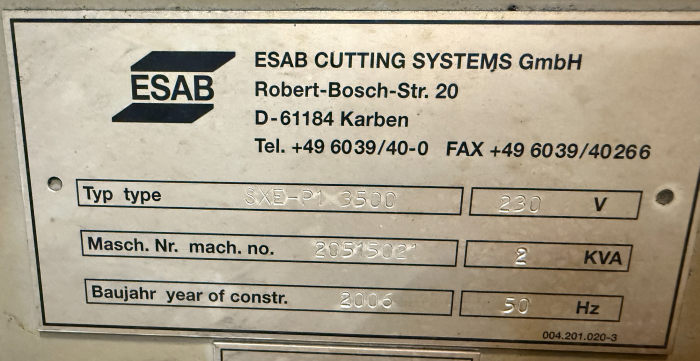 ESAB
ESAB CUTTING SYSTEMS GmbH
Robert-Bosch-Str. 20
D-61184 Karben
Tel. +49 6039/40-0 FAX +49 6039/40266
Typ type SXE-P1 3500 230 V
Masch. Nr. mach. no. 20515021 2 KVA
Baujahr year of constr. 2006 50 Hz
004.201.020-3